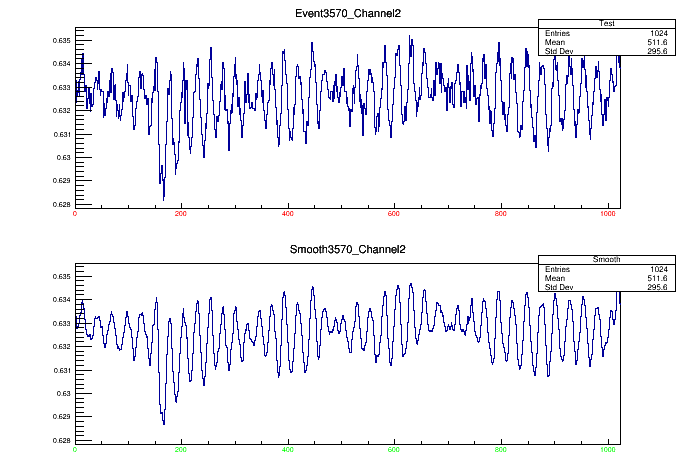 Event3570_Channel2
Test
Entries 1024
Mean 511.6
Std Dev 295.6
0.635
0.634
0.633
0.632
0.631
0.63
0.629
0.628
0 200 400 600 800 1000
Smooth3570_Channel2
Smooth
Entries 1024
Mean 511.6
Std Dev 295.6
0.635
0.634
0.633
0.632
0.631
0.63
0.629
0.628
0 200 400 600 800 1000